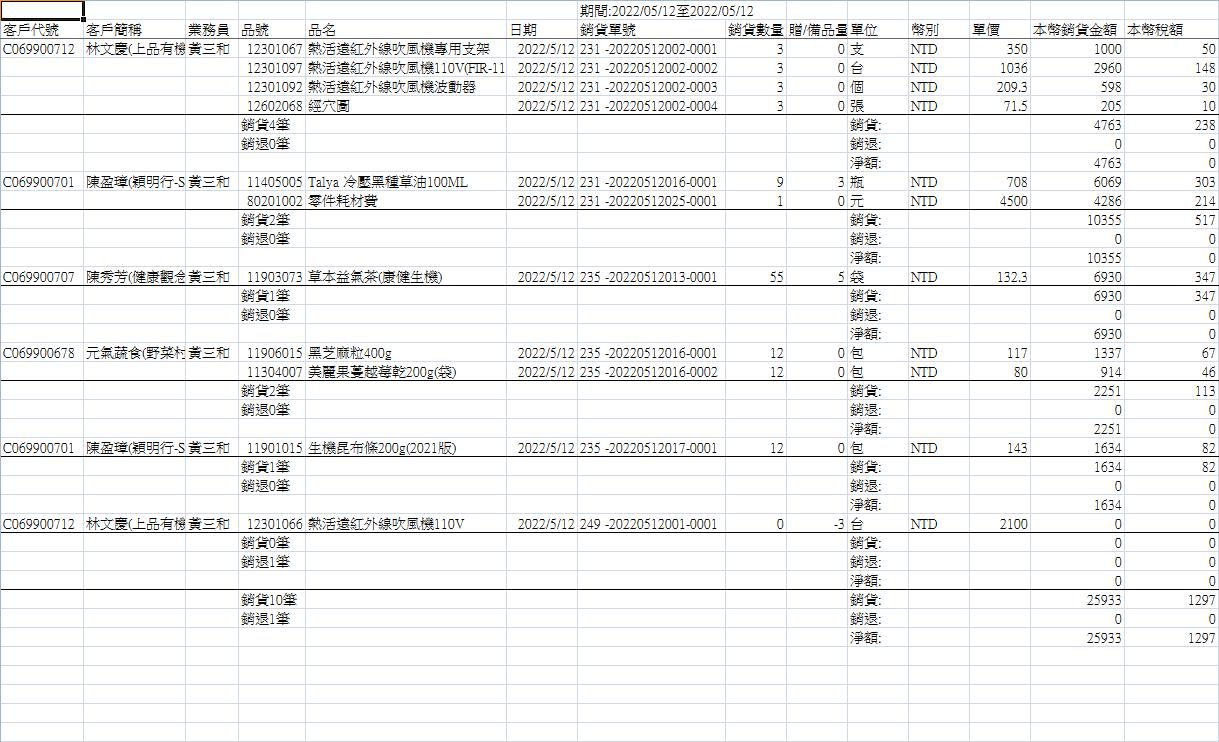 期間:2022/05/12至2022/05/12
客戶代號 客戶簡稱 業務員 品號 品名 日期 銷貨單號 銷貨數量 贈/備品量 單位 幣別 單價 本幣銷貨金額 本幣稅額
C069900712 林文慶(上品有機 黃三和 12301067 熱活遠紅外線吹風機專用支架 2022/5/12 231 -20220512002-0001 3 0 支 NTD 350 1000 50
12301097 熱活遠紅外線吹風機110V(FIR-11 2022/5/12 231 -20220512002-0002 3 0 台 NTD 1036 2960 148
12301092 熱活遠紅外線吹風機波動器 2022/5/12 231 -20220512002-0003 3 0 個 NTD 209.3 598 30
12602068 經穴圖 2022/5/12 231 -20220512002-0004 3 0 張 NTD 71.5 205 10
銷貨4筆 銷貨: 4763 238
銷退0筆 銷退: 0 0
淨額: 4763 0
C069900701 陳盈璋(穎明行-S 黃三和 11405005 Talya 冷壓黑種草油100ML 2022/5/12 231 -20220512016-0001 9 3 瓶 NTD 708 6069 303
80201002 零件耗材費 2022/5/12 231 -20220512025-0001 1 0 元 NTD 4500 4286 214
銷貨2筆 銷貨: 10355 517
銷退0筆 銷退: 0 0
淨額: 10355 0
C069900707 陳秀芳(健康觀念 黃三和 11903073 草本益氣茶(康健生機) 2022/5/12 235 -20220512013-0001 55 5 袋 NTD 132.3 6930 347
銷貨1筆 銷貨: 6930 347
銷退0筆 銷退: 0 0
淨額: 6930 0
C069900678 元氣蔬食(野菜村 黃三和 11906015 黑芝麻粒400g 2022/5/12 235 -20220512016-0001 12 0 包 NTD 117 1337 67
11304007 美麗果蔓越莓乾200g(袋) 2022/5/12 235 -20220512016-0002 12 0 包 NTD 80 914 46
銷貨2筆 銷貨: 2251 113
銷退0筆 銷退: 0 0
淨額: 2251 0
C069900701 陳盈璋(穎明行-S 黃三和 11901015 生機昆布條200g(2021版) 2022/5/12 235 -20220512017-0001 12 0 包 NTD 143 1634 82
銷貨1筆 銷貨: 1634 82
銷退0筆 銷退: 0 0
淨額: 1634 0
C069900712 林文慶(上品有機 黃三和 12301066 熱活遠紅外線吹風機110V 2022/5/12 249 -20220512001-0001 0 -3 台 NTD 2100 0 0
銷貨0筆 銷貨: 0 0
銷退1筆 銷退: 0 0
淨額: 0 0
銷貨10筆 銷貨: 25933 1297
銷退1筆 銷退: 0 0
淨額: 25933 1297